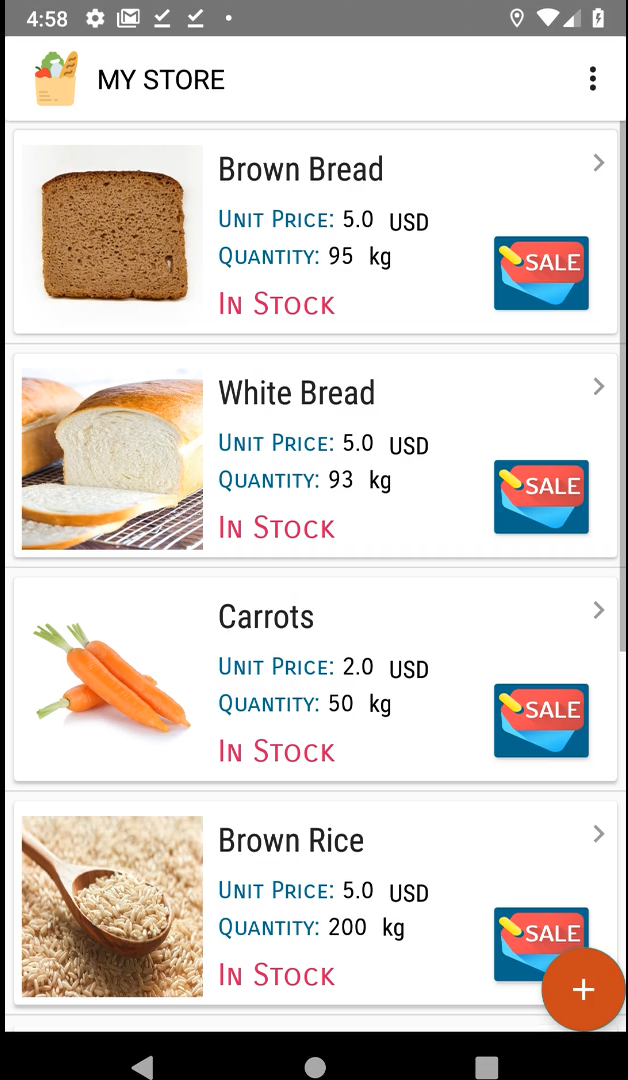 4:58
MY STORE
Brown Bread
UNIT PRICE: 5.0 USD
QUANTITY: 95 kg
SALE
IN STOCK
White Bread
UNIT PRICE: 5.0 USD
QUANTITY: 93 kg
SALE
IN STOCK
Carrots
UNIT PRICE: 2.0 USD
QUANTITY: 50 kg
SALE
IN STOCK
Brown Rice
UNIT PRICE: 5.0 USD
QUANTITY: 200 kg
SALE
IN STOCK
+